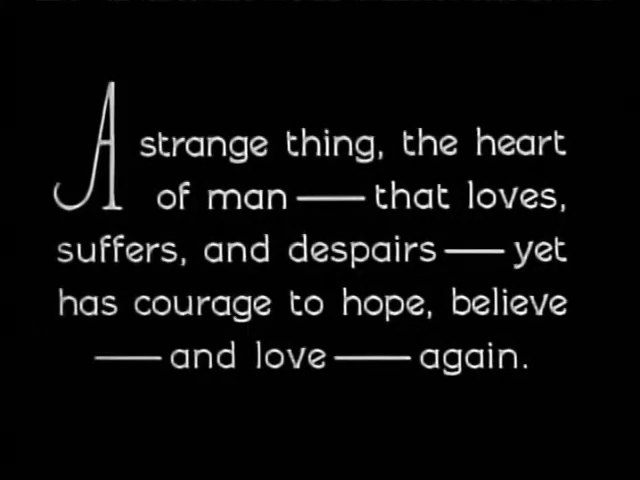 A strange thing, the heart
of man — that loves,
suffers, and despairs — yet
has courage to hope, believe
— and love — again.